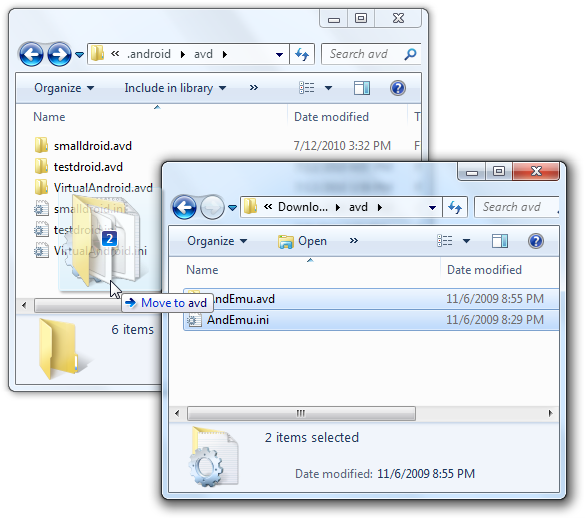 « .android ▸ avd ▸
Search avd
Organize ▾ Include in library ▾ »
Name Date modified T
smalldroid.avd 7/12/2010 3:32 PM F
testdroid.avd
VirtualAndroid.avd
smalldroid.ini
VirtualAndroid.ini
2
Move to avd
6 items
« Downlo... ▸ avd ▸
Search avd
Organize ▾ Open »
Name Date modified
AndEmu.avd 11/6/2009 8:55 PM
AndEmu.ini 11/6/2009 8:29 PM
2 items selected
Date modified: 11/6/2009 8:55 PM